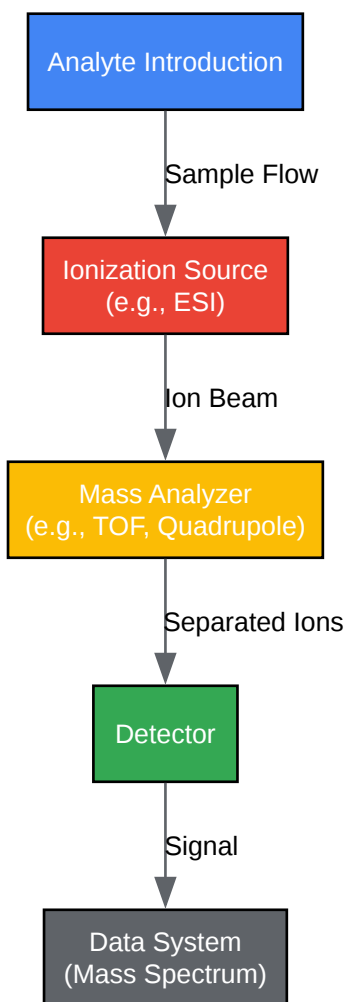 Analyte Introduction
Sample Flow
Ionization Source
(e.g., ESI)
Ion Beam
Mass Analyzer
(e.g., TOF, Quadrupole)
Separated Ions
Detector
Signal
Data System
(Mass Spectrum)